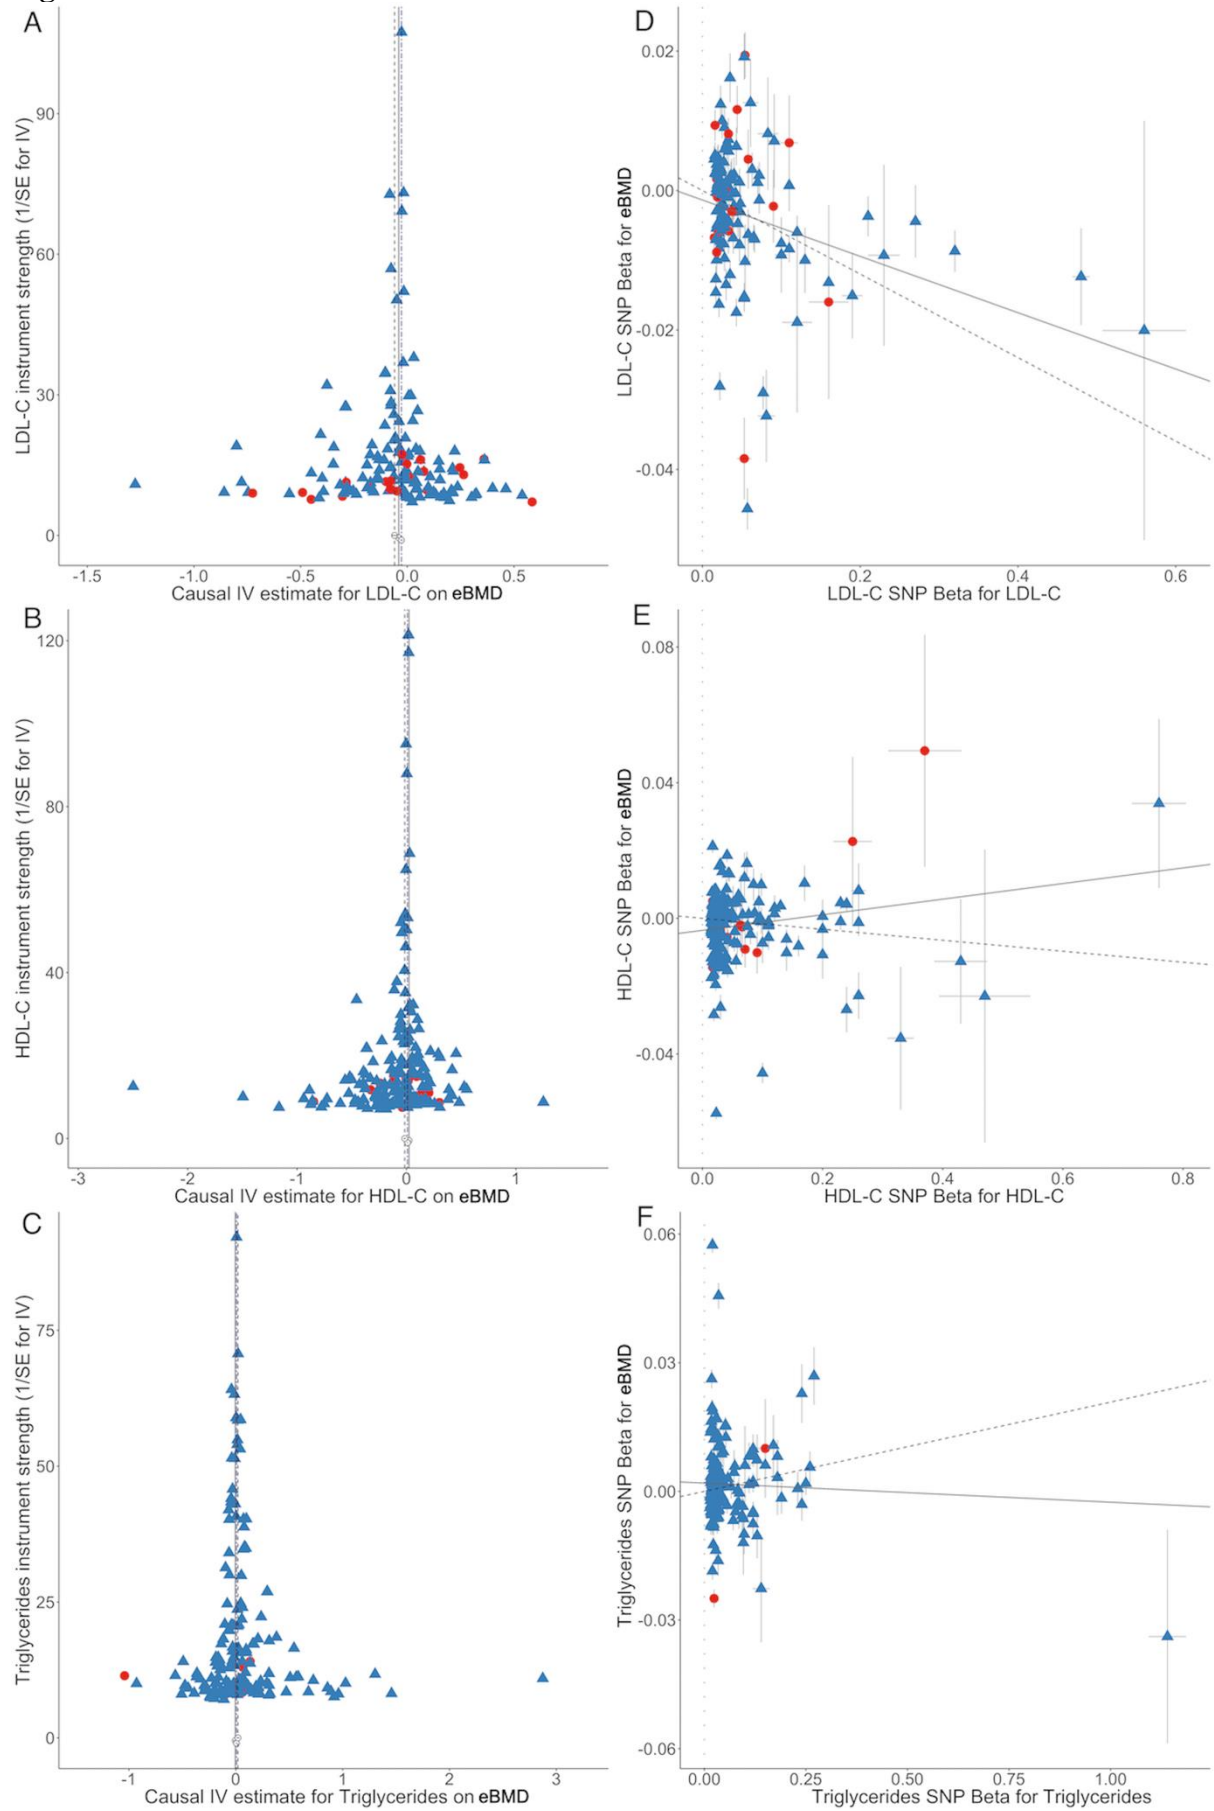 A
LDL-C instrument strength (1/SE for IV)
90
60
30
0
-1.5 -1.0 -0.5 0.0 0.5
Causal IV estimate for LDL-C on eBMD
D
LDL-C SNP Beta for eBMD
0.02
0.00
-0.02
-0.04
0.0 0.2 0.4 0.6
LDL-C SNP Beta for LDL-C
B
HDL-C instrument strength (1/SE for IV)
120
80
40
0
-3 -2 -1 0 1
Causal IV estimate for HDL-C on eBMD
E
HDL-C SNP Beta for eBMD
0.08
0.04
0.00
-0.04
0.0 0.2 0.4 0.6 0.8
HDL-C SNP Beta for HDL-C
C
Triglycerides instrument strength (1/SE for IV)
75
50
25
0
-1 0 1 2 3
Causal IV estimate for Triglycerides on eBMD
F
Triglycerides SNP Beta for eBMD
0.06
0.03
0.00
-0.03
-0.06
0.00 0.25 0.50 0.75 1.00
Triglycerides SNP Beta for Triglycerides